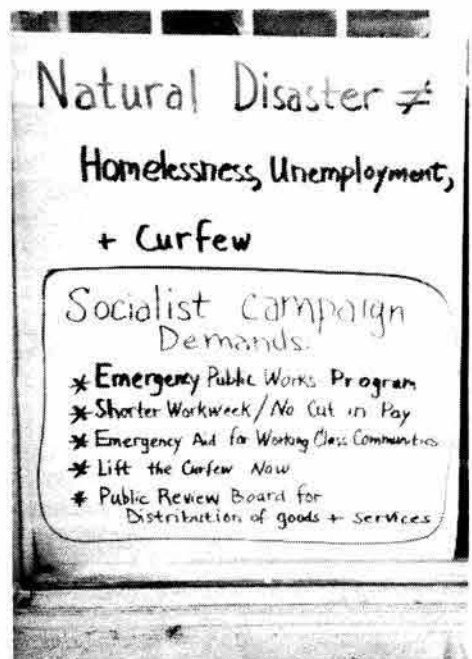 Natural Disaster ≠
Homelessness, Unemployment,
+ Curfew
Socialist Campaign
Demands
* Emergency Public Works Program
* Shorter Workweek/No Cut in Pay
* Emergency Aid for Working Class Communities
* Lift the Curfew Now
* Public Review Board for
Distribution of goods + services